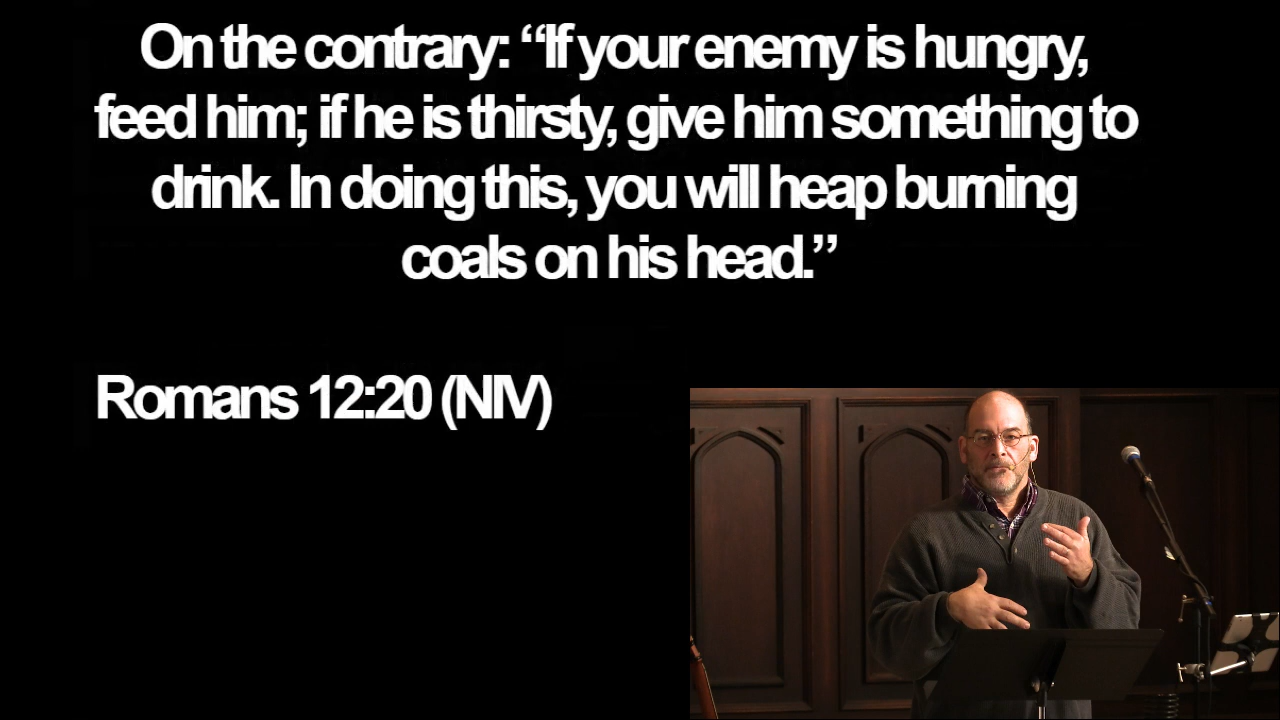 On the contrary: “If your enemy is hungry,
feed him; if he is thirsty, give him something to
drink. In doing this, you will heap burning
coals on his head.”
Romans 12:20 (NIV)